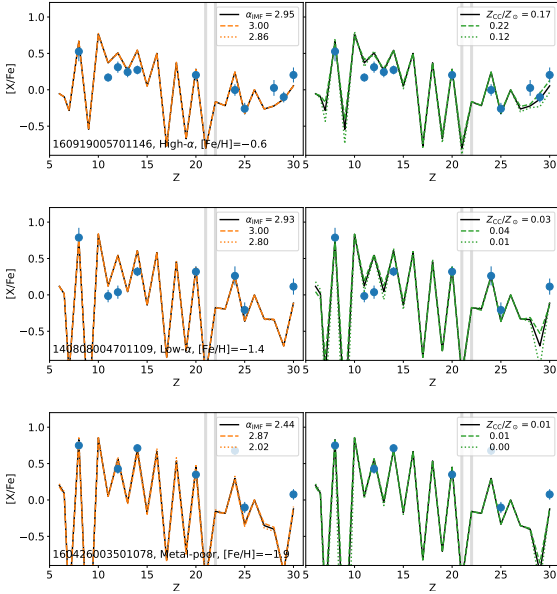 1.0
0.5
0.0
−0.5
[X/Fe]
α_IMF = 2.95
3.00
2.86
Z_CC/Z_⊙ = 0.17
0.22
0.12
160919005701146, High-α, [Fe/H]=−0.6
5 10 15 20 25 30
5 10 15 20 25 30
Z Z
1.0
0.5
0.0
−0.5
[X/Fe]
α_IMF = 2.93
3.00
2.80
Z_CC/Z_⊙ = 0.03
0.04
0.01
140808004701109, Low-α, [Fe/H]=−1.4
5 10 15 20 25 30
5 10 15 20 25 30
Z Z
1.0
0.5
0.0
−0.5
[X/Fe]
α_IMF = 2.44
2.87
2.02
Z_CC/Z_⊙ = 0.01
0.01
0.00
160426003501078, Metal-poor, [Fe/H]=−1.9
5 10 15 20 25 30
5 10 15 20 25 30
Z Z